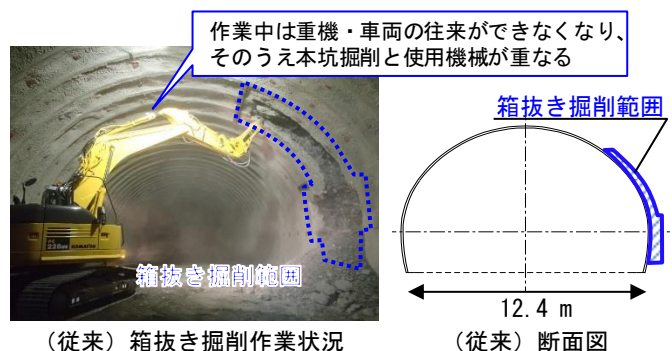 作業中は重機・車両の往来ができなくなり、
そのうえ本坑掘削と使用機械が重なる
箱抜き掘削範囲
箱抜き掘削範囲
12.4 m
（従来）箱抜き掘削作業状況
（従来）断面図